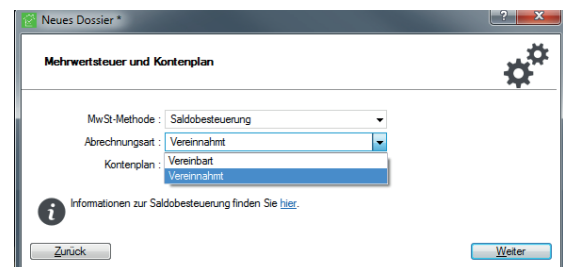 Neues Dossier *
Mehrwertsteuer und Kontenplan
MwSt-Methode : Saldobesteuerung
Abrechnungsart : Vereinnahmt
Kontenplan : Vereinbart
Vereinnahmt
Informationen zur Saldobesteuerung finden Sie hier.
Zurück Weiter